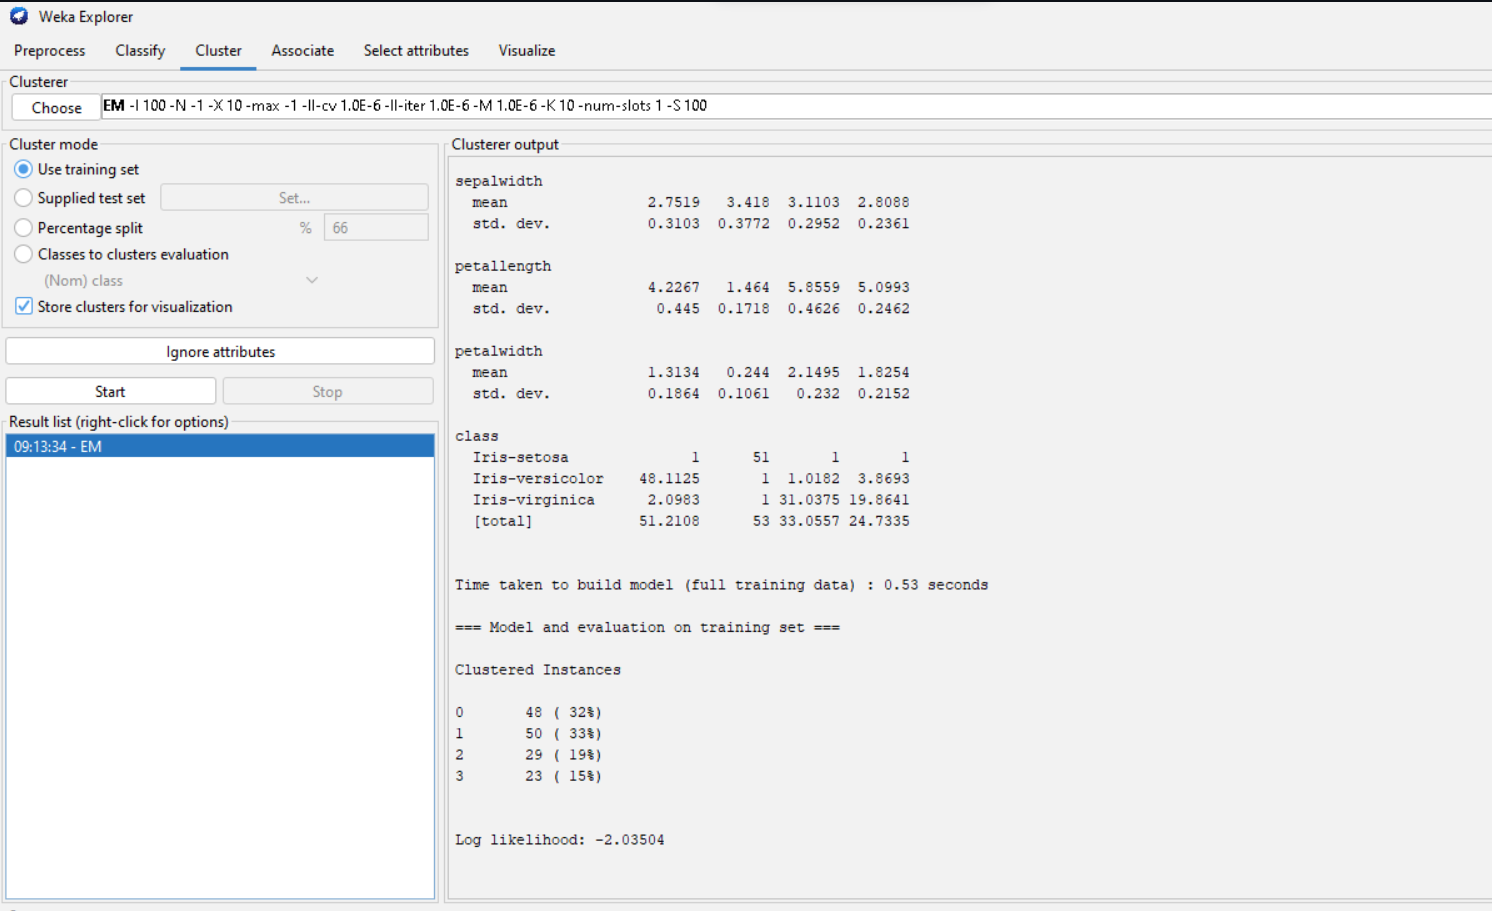 Weka Explorer
Preprocess Classify Cluster Associate Select attributes Visualize
Clusterer
Choose EM -I 100 -N -1 -X 10 -max -1 -ll-cv 1.0E-6 -ll-iter 1.0E-6 -M 1.0E-6 -K 10 -num-slots 1 -S 100
Cluster mode
Use training set
Supplied test set Set...
Percentage split % 66
Classes to clusters evaluation
(Nom) class
Store clusters for visualization
Ignore attributes
Start Stop
Result list (right-click for options)
09:13:34 - EM
Clusterer output
sepalwidth
mean 2.7519 3.418 3.1103 2.8088
std. dev. 0.3103 0.3772 0.2952 0.2361
petallength
mean 4.2267 1.464 5.8559 5.0993
std. dev. 0.445 0.1718 0.4626 0.2462
petalwidth
mean 1.3134 0.244 2.1495 1.8254
std. dev. 0.1864 0.1061 0.232 0.2152
class
Iris-setosa 1 51 1 1
Iris-versicolor 48.1125 1 1.0182 3.8693
Iris-virginica 2.0983 1 31.0375 19.8641
[total] 51.2108 53 33.0557 24.7335
Time taken to build model (full training data) : 0.53 seconds
=== Model and evaluation on training set ===
Clustered Instances
0 48 ( 32%)
1 50 ( 33%)
2 29 ( 19%)
3 23 ( 15%)
Log likelihood: -2.03504